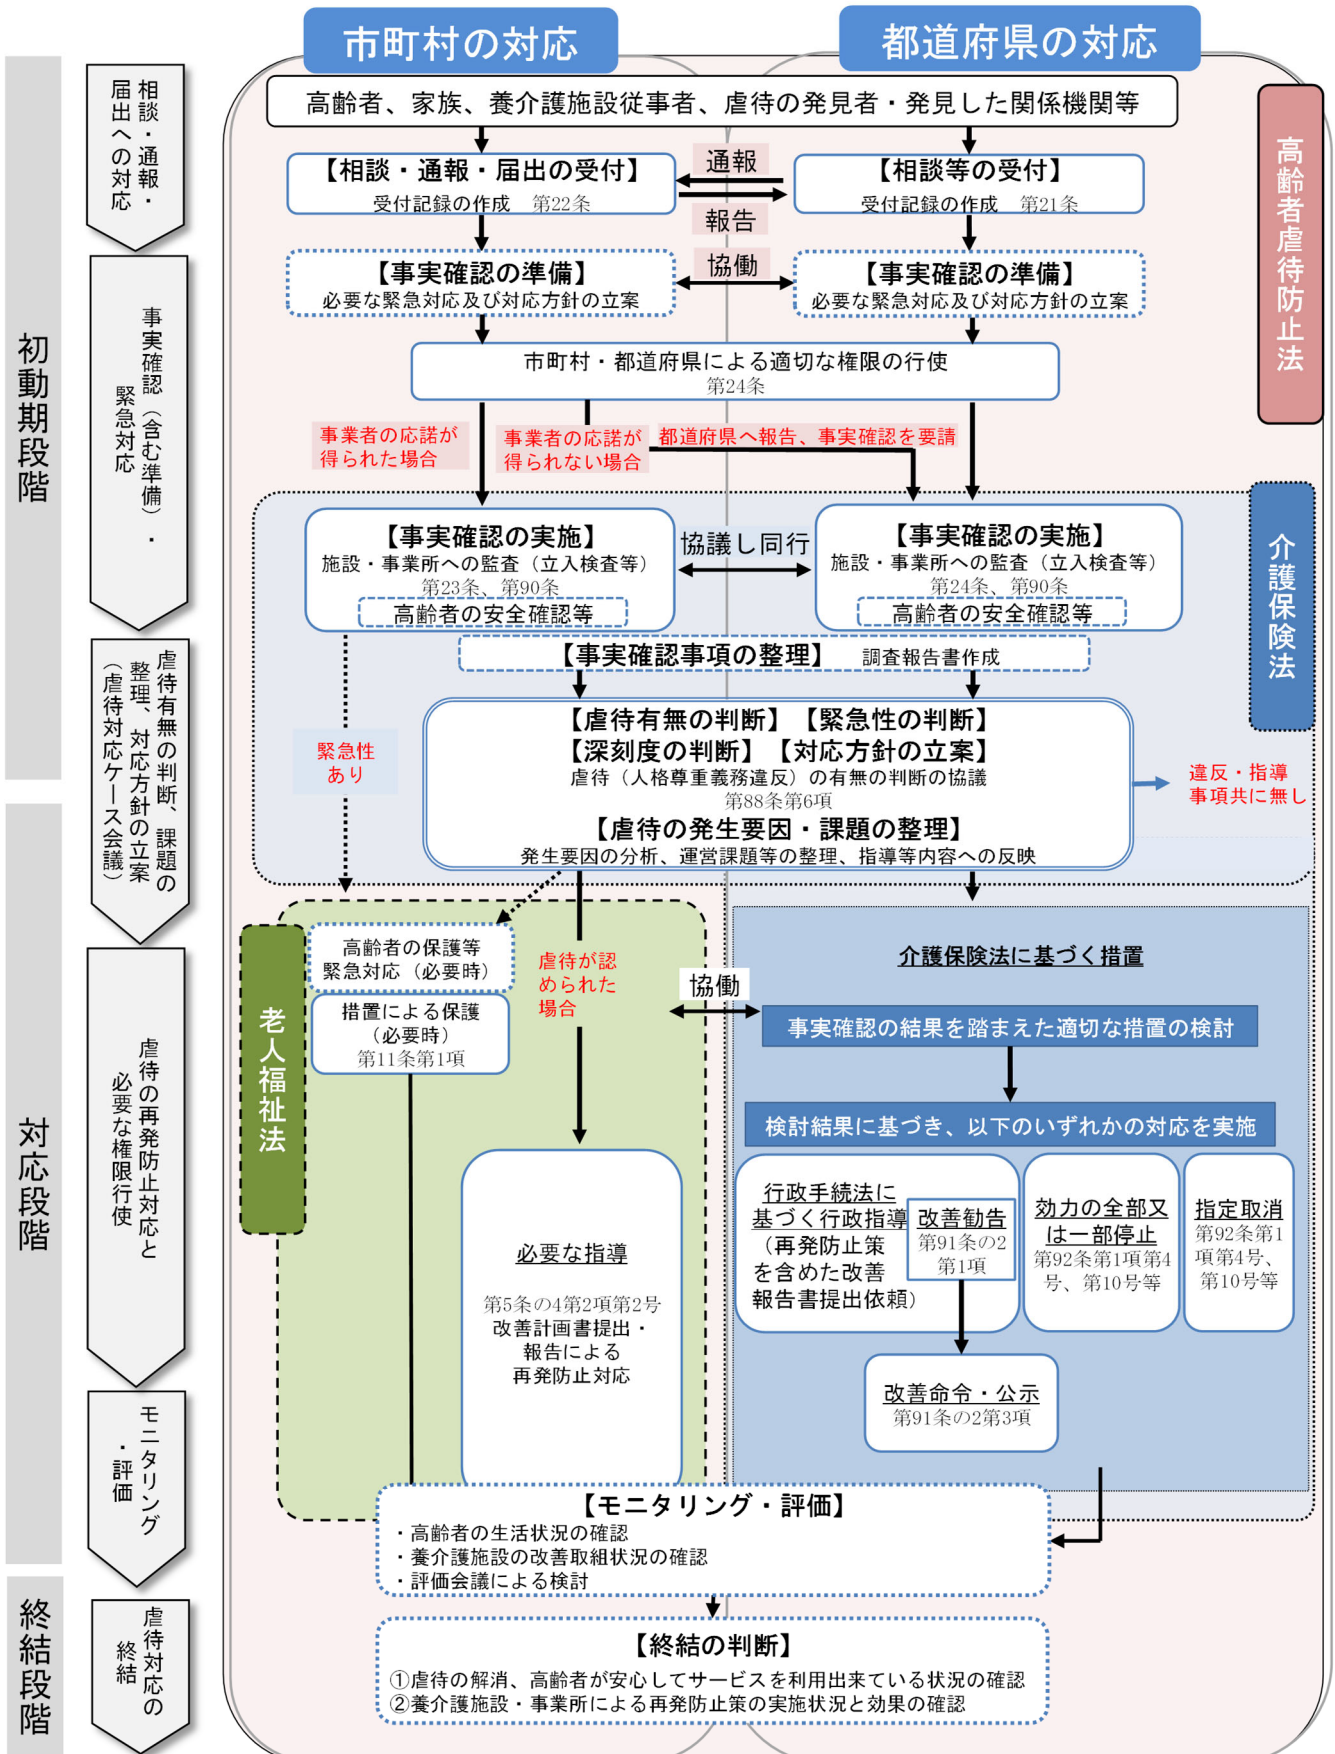 市町村の対応
都道府県の対応
初動期段階
対応段階
終結段階
相談・通報・
届出への対応
事実確認（含む準備）・
緊急対応
虐待有無の判断、課題の
整理、対応方針の立案
（虐待対応ケース会議）
虐待の再発防止対応と
必要な権限行使
モニタリング
・評価
虐待対応の
終結
高齢者虐待防止法
介護保険法
老人福祉法
高齢者、家族、養介護施設従事者、虐待の発見者・発見した関係機関等
【相談・通報・届出の受付】
受付記録の作成　第22条
通報
報告
【相談等の受付】
受付記録の作成　第21条
【事実確認の準備】
必要な緊急対応及び対応方針の立案
協働
【事実確認の準備】
必要な緊急対応及び対応方針の立案
市町村・都道府県による適切な権限の行使
第24条
事業者の応諾が
得られた場合
事業者の応諾が
得られない場合
都道府県へ報告、事実確認を要請
【事実確認の実施】
施設・事業所への監査（立入検査等）
第23条、第90条
高齢者の安全確認等
協議し同行
【事実確認の実施】
施設・事業所への監査（立入検査等）
第24条、第90条
高齢者の安全確認等
【事実確認事項の整理】　調査報告書作成
緊急性
あり
【虐待有無の判断】【緊急性の判断】
【深刻度の判断】【対応方針の立案】
虐待（人格尊重義務違反）の有無の判断の協議
第88条第6項
【虐待の発生要因・課題の整理】
発生要因の分析、運営課題等の整理、指導等内容への反映
違反・指導
事項共に無し
高齢者の保護等
緊急対応（必要時）
措置による保護
（必要時）
第11条第1項
虐待が認
められた
場合
協働
必要な指導
第5条の4第2項第2号
改善計画書提出・
報告による
再発防止対応
介護保険法に基づく措置
事実確認の結果を踏まえた適切な措置の検討
検討結果に基づき、以下のいずれかの対応を実施
行政手続法に
基づく行政指導
（再発防止策
を含めた改善
報告書提出依頼）
改善勧告
第91条の2
第1項
効力の全部又
は一部停止
第92条第1項第4
号、第10号等
指定取消
第92条第1
項第4号、
第10号等
改善命令・公示
第91条の2第3項
【モニタリング・評価】
・高齢者の生活状況の確認
・養介護施設の改善取組状況の確認
・評価会議による検討
【終結の判断】
①虐待の解消、高齢者が安心してサービスを利用出来ている状況の確認
②養介護施設・事業所による再発防止策の実施状況と効果の確認